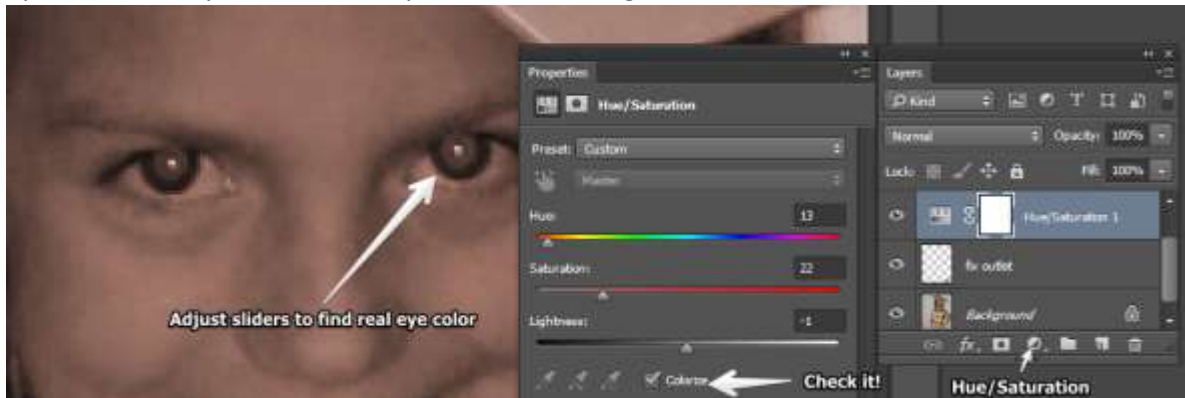 Properties
Hue/Saturation
Preset: Custom
Master
Hue: 13
Saturation: 22
Lightness: -1
Colorize
Adjust sliders to find real eye color
Check it!
Layers
Kind
Normal
Opacity: 100%
Lock:
Fill: 100%
Hue/Saturation 1
fix outlet
Background
fx
Hue/Saturation